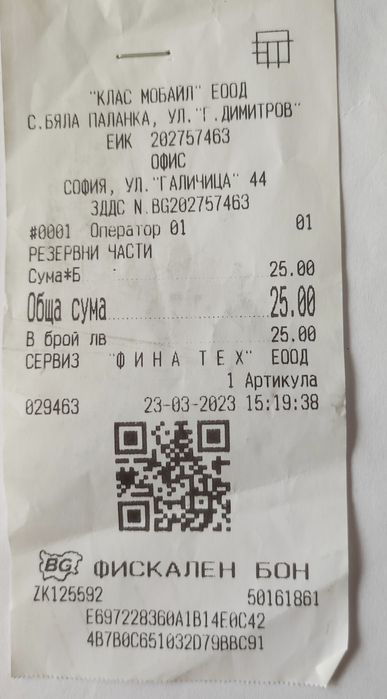 "КЛАС МОБАЙЛ" ЕООД
С.БЯЛА ПАЛАНКА, УЛ."Г.ДИМИТРОВ"
ЕИК 202757463
ОФИС
СОФИЯ, УЛ."ГАЛИЧИЦА" 44
ЗДДС N.BG202757463
#0001 Оператор 01 01
РЕЗЕРВНИ ЧАСТИ
Сума*Б 25.00
Обща сума 25.00
В брой лв 25.00
СЕРВИЗ "Ф И Н А Т Е Х" ЕООД
1 Артикула
029463 23-03-2023 15:19:38
BG ФИСКАЛЕН БОН
ZK125592 50161861
E697228360A1B14E0C42
4B7B0C651032D79BBC91